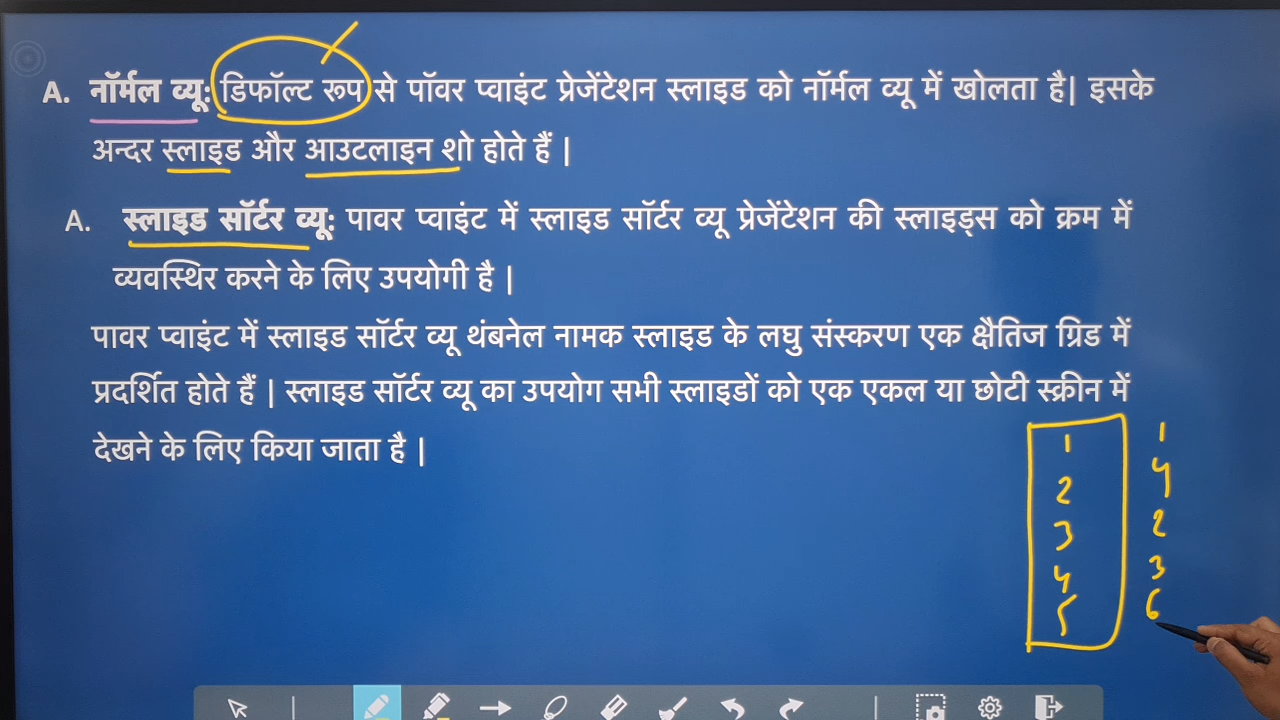 A. नॉर्मल व्यू: डिफॉल्ट रूप से पॉवर प्वाइंट प्रेजेंटेशन स्लाइड को नॉर्मल व्यू में खोलता है| इसके
अन्दर स्लाइड और आउटलाइन शो होते हैं |
A. स्लाइड सॉर्टर व्यू: पावर प्वाइंट में स्लाइड सॉर्टर व्यू प्रेजेंटेशन की स्लाइड्स को क्रम में
व्यवस्थिर करने के लिए उपयोगी है |
पावर प्वाइंट में स्लाइड सॉर्टर व्यू थंबनेल नामक स्लाइड के लघु संस्करण एक क्षैतिज ग्रिड में
प्रदर्शित होते हैं | स्लाइड सॉर्टर व्यू का उपयोग सभी स्लाइडों को एक एकल या छोटी स्क्रीन में
देखने के लिए किया जाता है |
1 1
2 4
3 2
4 3
5 6